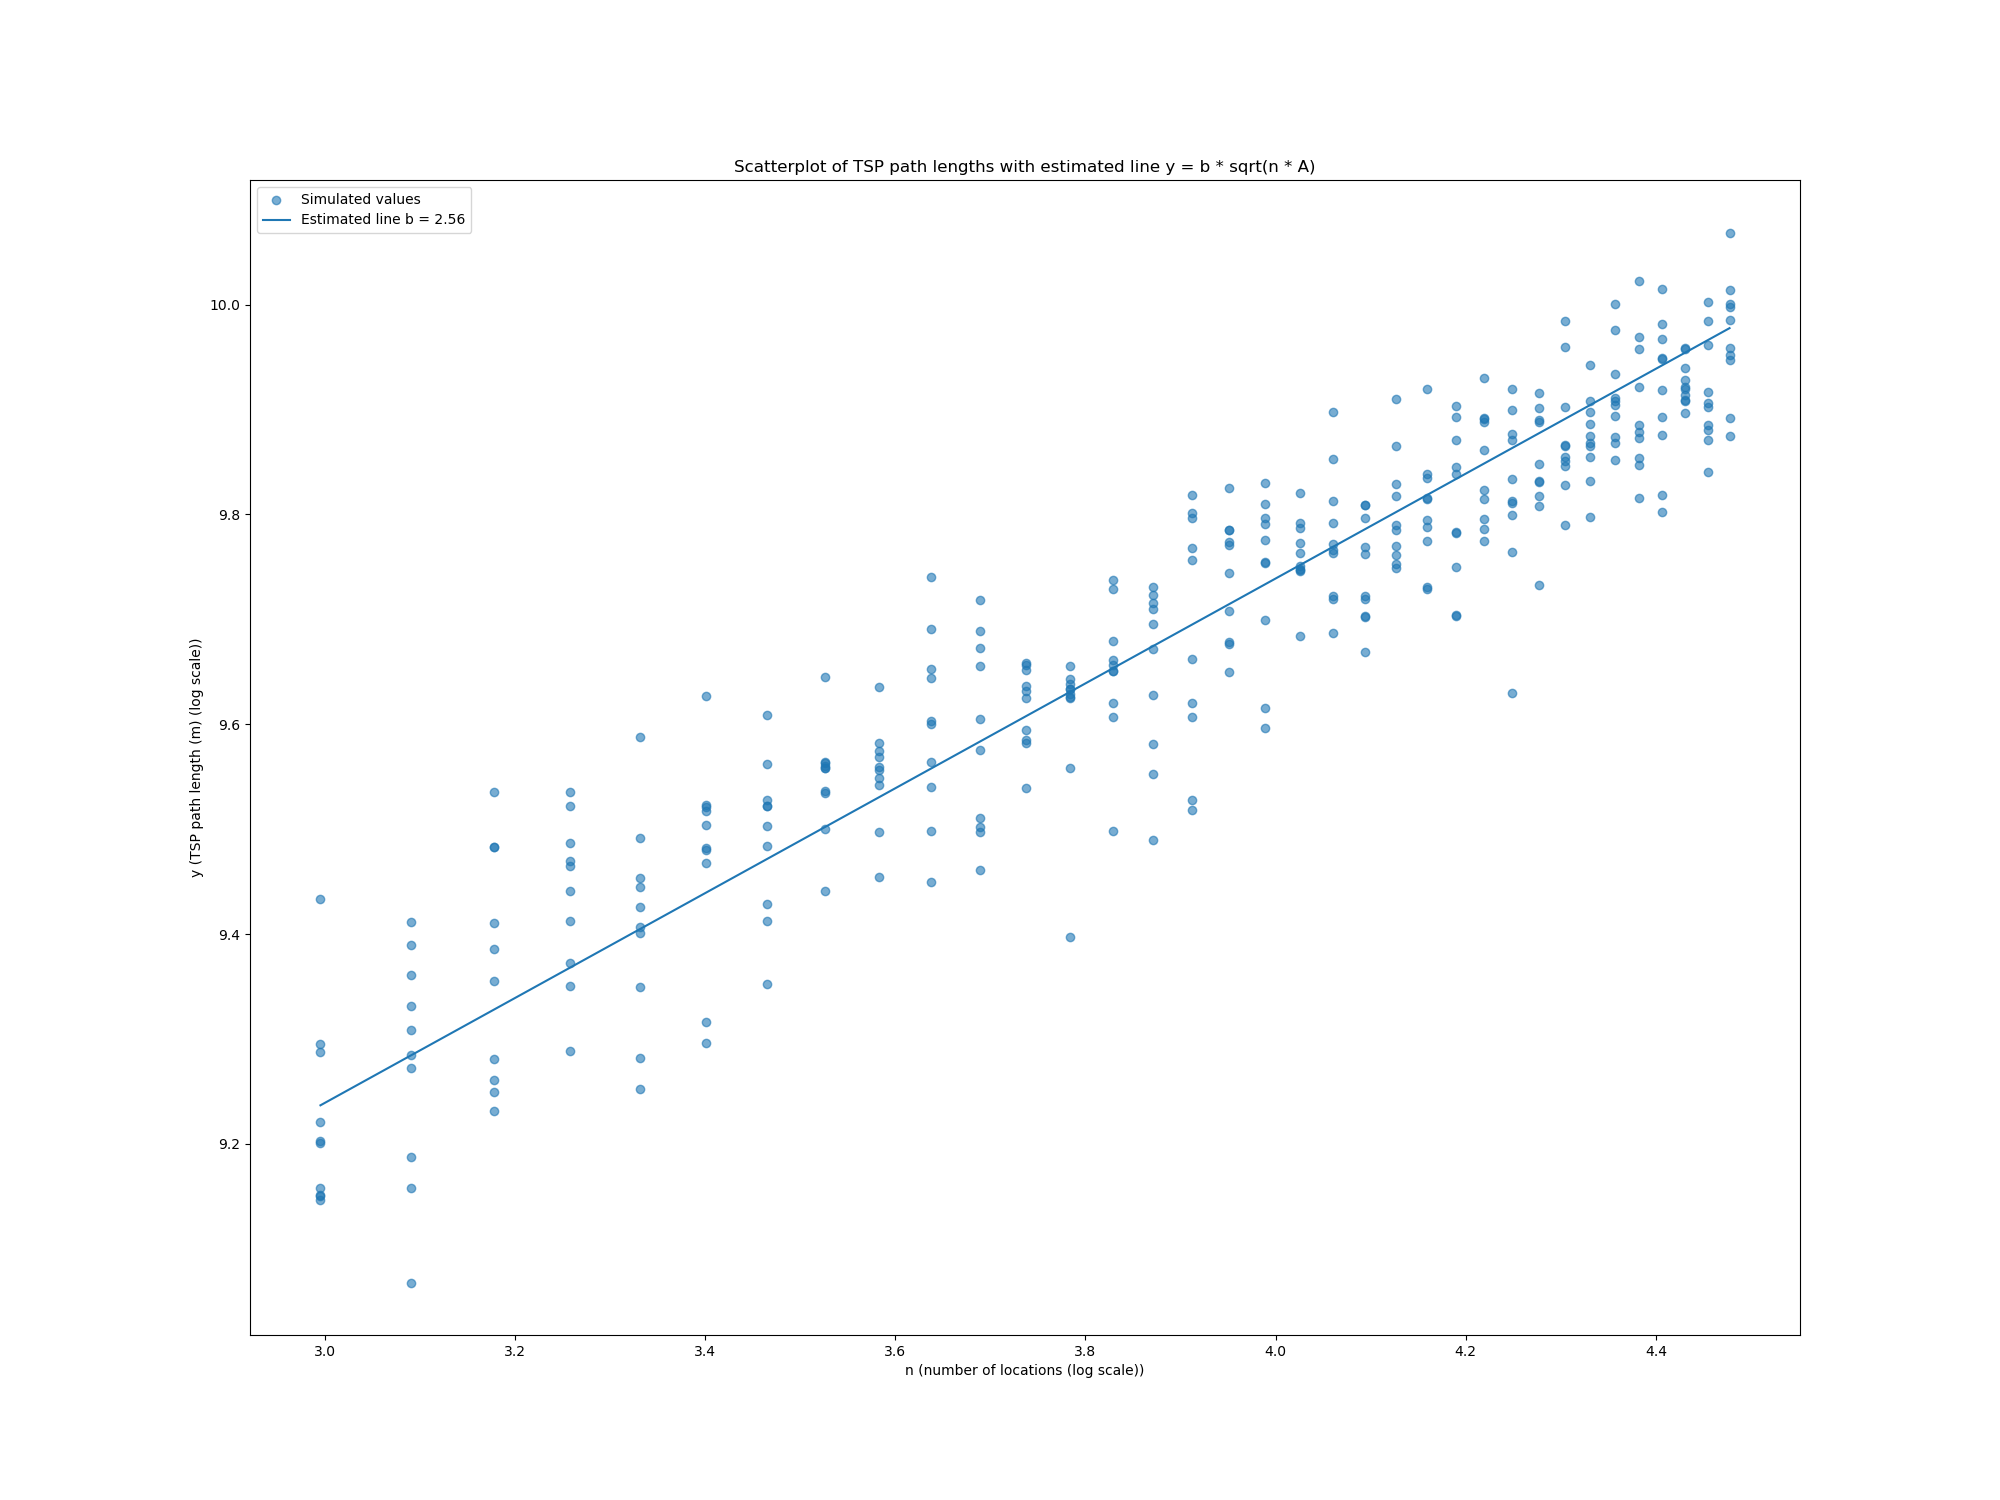 Scatterplot of TSP path lengths with estimated line y = b * sqrt(n * A)
Simulated values
Estimated line b = 2.56
10.0
9.8
9.6
9.4
9.2
y (TSP path length (m) (log scale))
3.0 3.2 3.4 3.6 3.8 4.0 4.2 4.4
n (number of locations (log scale))